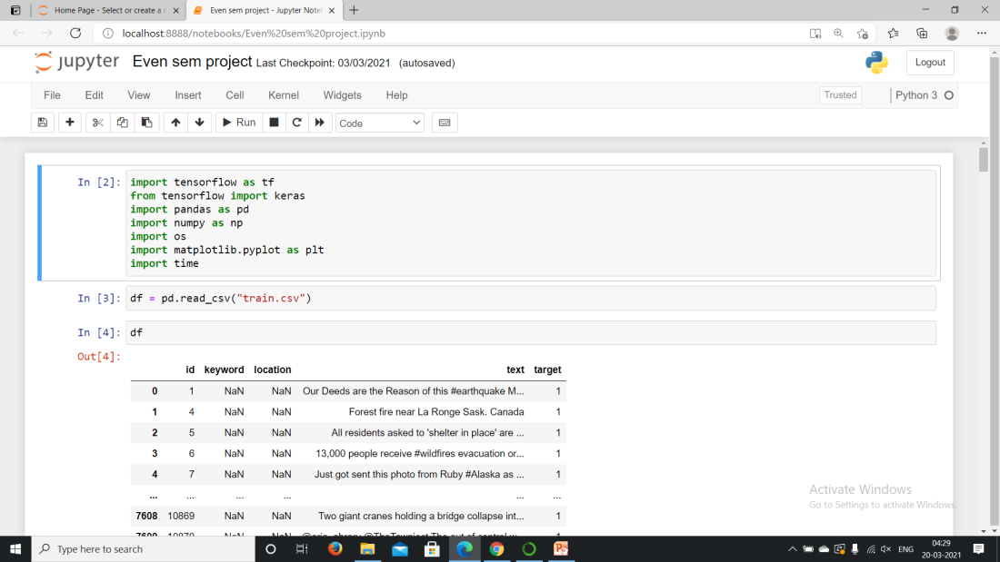 Home Page - Select or create a n
Even sem project - Jupyter Note
localhost:8888/notebooks/Even%20sem%20project.ipynb
jupyter Even sem project Last Checkpoint: 03/03/2021 (autosaved)
Logout
File Edit View Insert Cell Kernel Widgets Help
Trusted
Python 3
Run
Code
In [2]: import tensorflow as tf
from tensorflow import keras
import pandas as pd
import numpy as np
import os
import matplotlib.pyplot as plt
import time
In [3]: df = pd.read_csv("train.csv")
In [4]: df
Out[4]:
id keyword location text target
0 1 NaN NaN Our Deeds are the Reason of this #earthquake M... 1
1 4 NaN NaN Forest fire near La Ronge Sask. Canada 1
2 5 NaN NaN All residents asked to 'shelter in place' are ... 1
3 6 NaN NaN 13,000 people receive #wildfires evacuation or... 1
4 7 NaN NaN Just got sent this photo from Ruby #Alaska as ... 1
... ... ... ... ... ...
7608 10869 NaN NaN Two giant cranes holding a bridge collapse int... 1
Activate Windows
Go to Settings to activate Windows.
Type here to search
ENG
04:29
20-03-2021